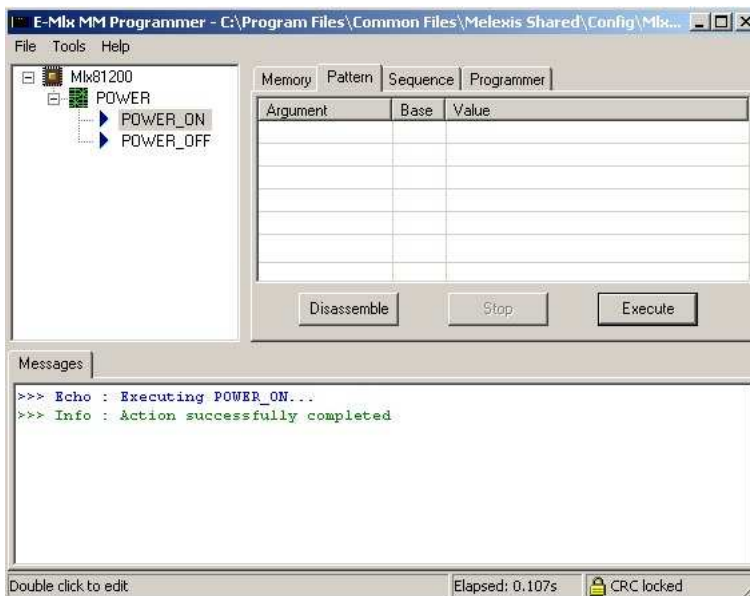 E-Mlx MM Programmer - C:\Program Files\Common Files\Melexis Shared\Config\Mlx...
File Tools Help
Mlx81200
POWER
POWER_ON
POWER_OFF
Memory Pattern Sequence Programmer
Argument Base Value
Disassemble Stop Execute
Messages
>>> Echo : Executing POWER_ON...
>>> Info : Action successfully completed
Double click to edit Elapsed: 0.107s CRC locked